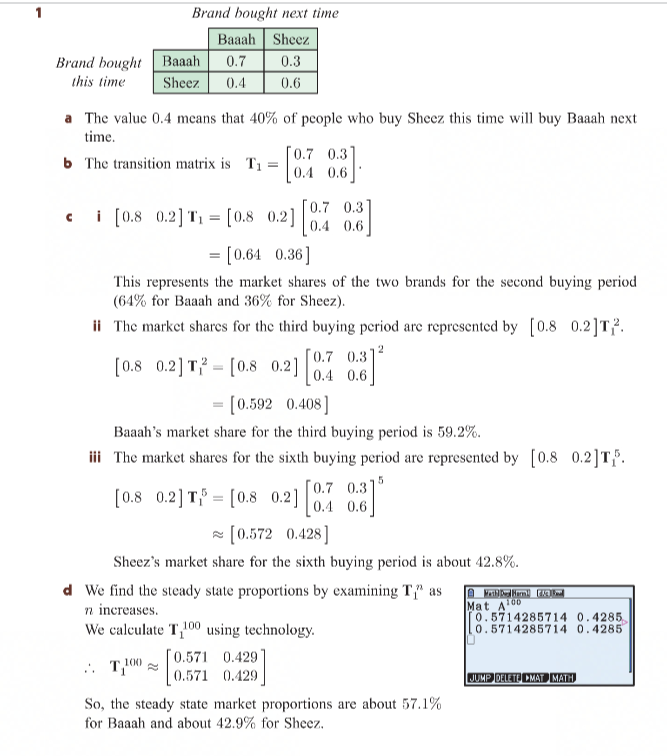 1
Brand bought next time
Baaah Sheez
Brand bought Baaah 0.7 0.3
this time Sheez 0.4 0.6
a The value 0.4 means that 40% of people who buy Sheez this time will buy Baaah next
time.
b The transition matrix is T₁ = [0.7 0.3
0.4 0.6].
c i [0.8 0.2] T₁ = [0.8 0.2] [0.7 0.3
0.4 0.6]
= [0.64 0.36]
This represents the market shares of the two brands for the second buying period
(64% for Baaah and 36% for Sheez).
ii The market shares for the third buying period are represented by [0.8 0.2]T₁².
[0.8 0.2] T₁² = [0.8 0.2] [0.7 0.3
0.4 0.6]²
= [0.592 0.408]
Baaah's market share for the third buying period is 59.2%.
iii The market shares for the sixth buying period are represented by [0.8 0.2]T₁⁵.
[0.8 0.2] T₁⁵ = [0.8 0.2] [0.7 0.3
0.4 0.6]⁵
≈ [0.572 0.428]
Sheez's market share for the sixth buying period is about 42.8%.
d We find the steady state proportions by examining T₁ⁿ as
n increases.
We calculate T₁¹⁰⁰ using technology.
∴ T₁¹⁰⁰ ≈ [0.571 0.429
0.571 0.429]
So, the steady state market proportions are about 57.1%
for Baaah and about 42.9% for Sheez.
Mat A¹⁰⁰
[0.5714285714 0.4285
0.5714285714 0.4285
JUMP DELETE ▶MAT MATH